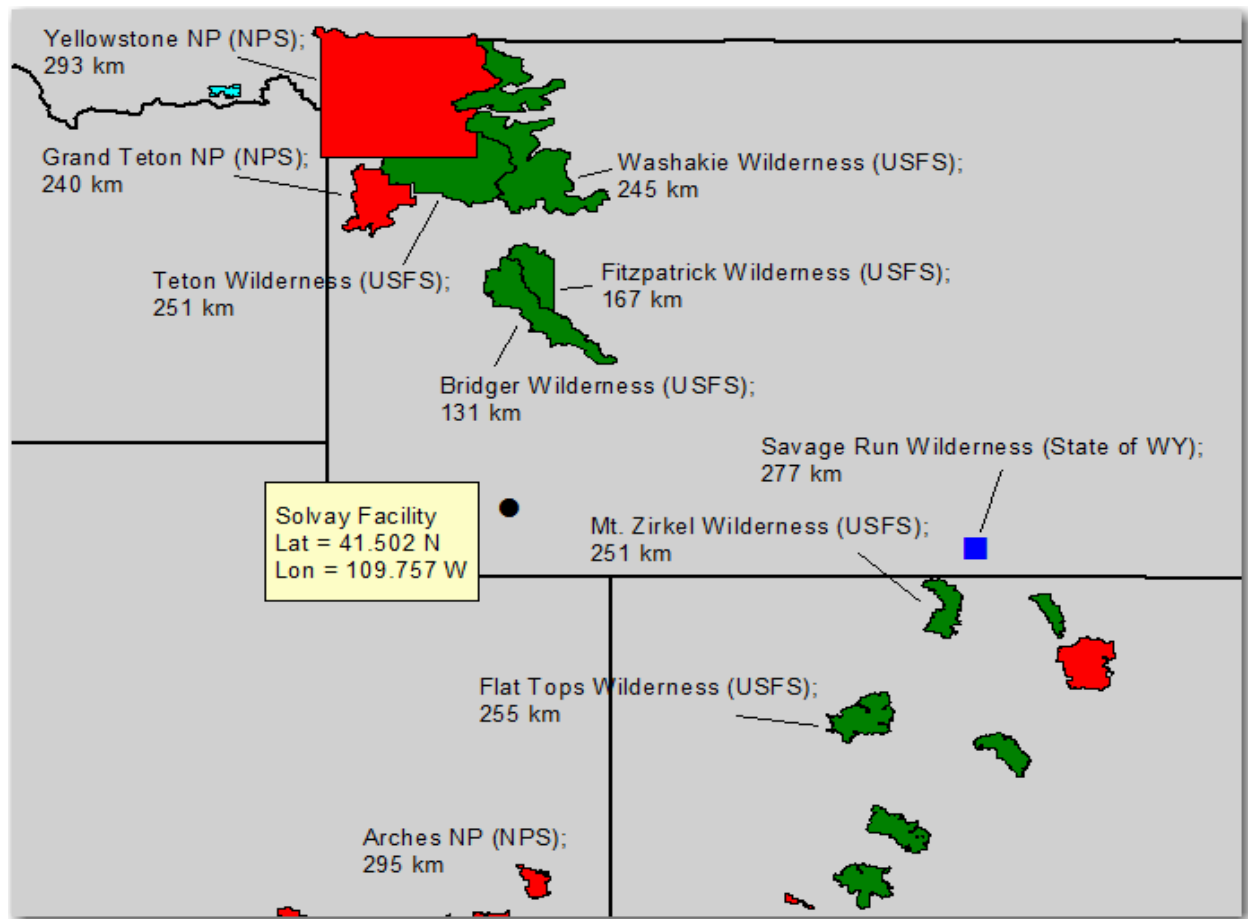 Yellowstone NP (NPS);
293 km
Grand Teton NP (NPS);
240 km
Washakie Wilderness (USFS);
245 km
Teton Wilderness (USFS);
251 km
Fitzpatrick Wilderness (USFS);
167 km
Bridger Wilderness (USFS);
131 km
Savage Run Wilderness (State of WY);
277 km
Solvay Facility
Lat = 41.502 N
Lon = 109.757 W
Mt. Zirkel Wilderness (USFS);
251 km
Flat Tops Wilderness (USFS);
255 km
Arches NP (NPS);
295 km